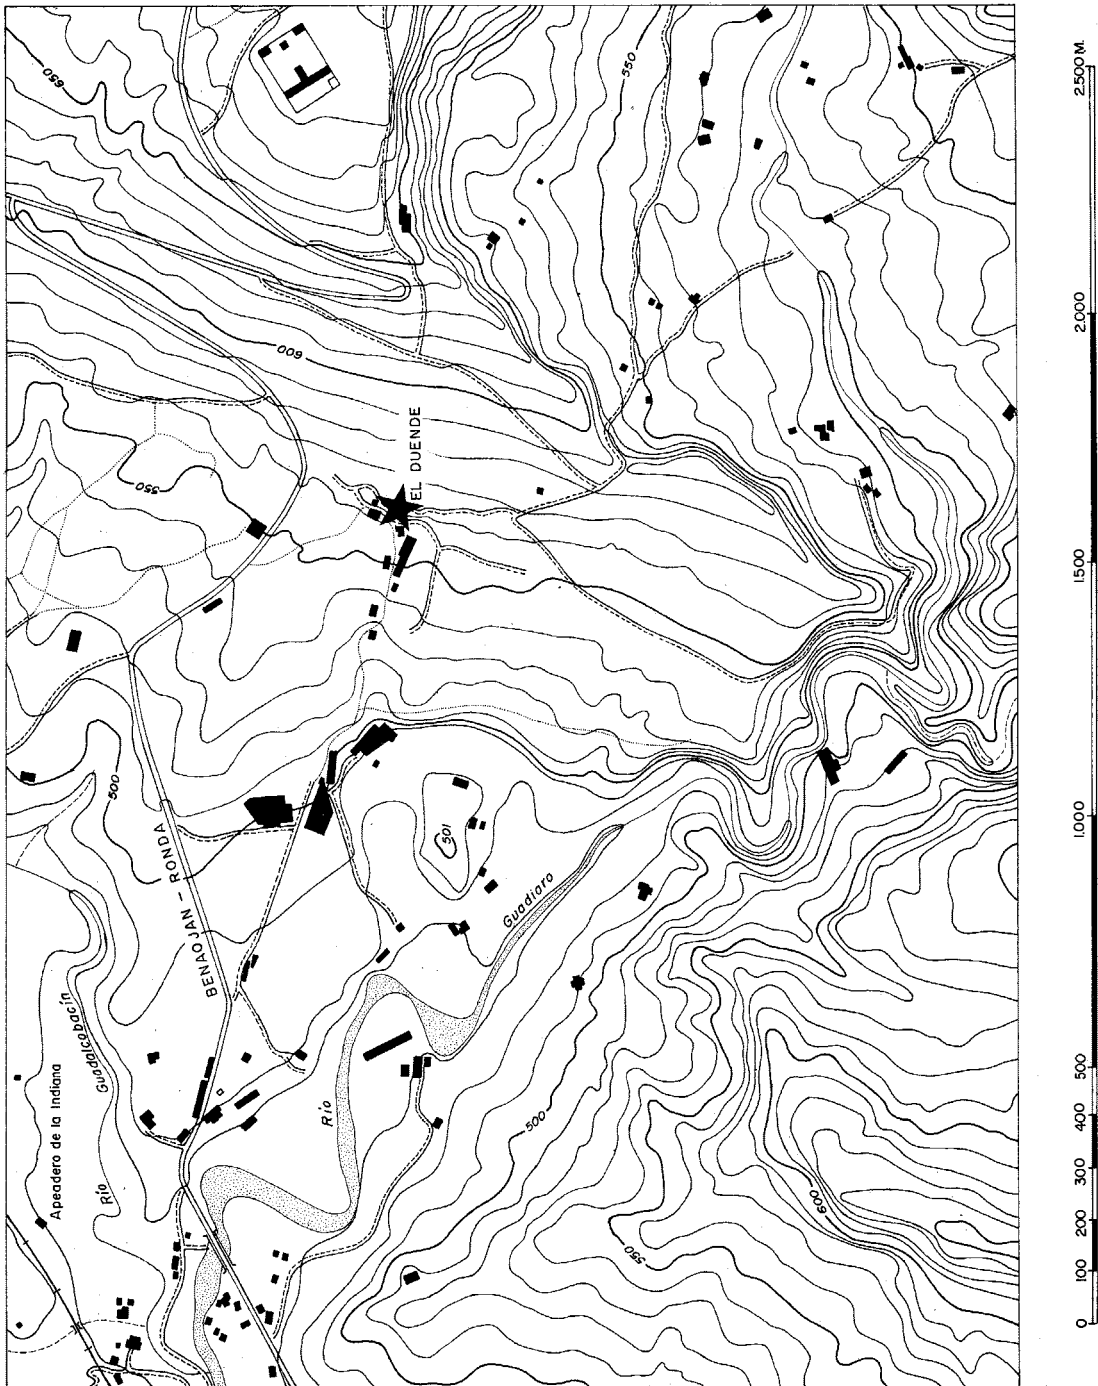 650
550
600
550
EL DUENDE
500
BENAOJAN – RONDA
501
Guadiaro
Río
Guadalcobacín
Apeadero de la Indiana
Río
500
550
600
0 100 200 300 400 500 1.000 1.500 2.000 2.500 M.